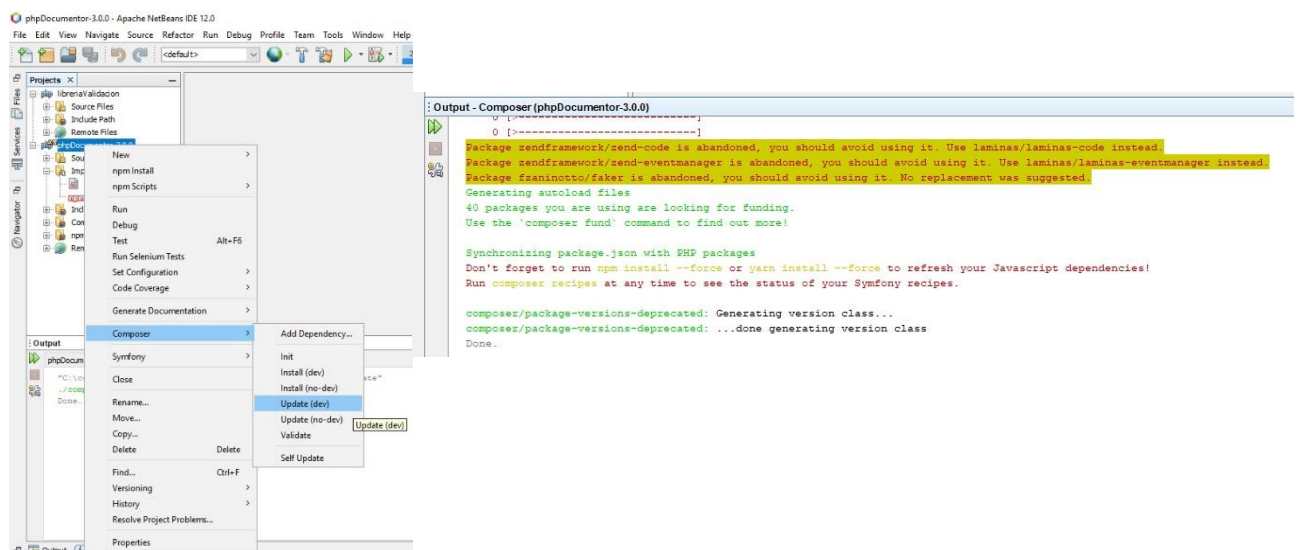 phpDocumentor-3.0.0 - Apache NetBeans IDE 12.0
File Edit View Navigate Source Refactor Run Debug Profile Team Tools Window Help
<default>
Projects
Files
Services
Navigator
libreriaValidacion
Source Files
Include Path
Remote Files
phpDocumentor-3.0.0
Sou
Imp
Ind
Con
npm
Rem
New
npm Install
npm Scripts
Run
Debug
Test Alt+F6
Run Selenium Tests
Set Configuration
Code Coverage
Generate Documentation
Composer
Symfony
Close
Rename...
Move...
Copy...
Delete Delete
Find... Ctrl+F
Versioning
History
Resolve Project Problems...
Properties
Add Dependency...
Init
Install (dev)
Install (no-dev)
Update (dev)
Update (no-dev)
Update (dev)
Validate
Self Update
Output
phpDocum
"C:\c
./comp
Done.
Output
Output - Composer (phpDocumentor-3.0.0)
0 [>---------------------------]
0 [>---------------------------]
Package zendframework/zend-code is abandoned, you should avoid using it. Use laminas/laminas-code instead.
Package zendframework/zend-eventmanager is abandoned, you should avoid using it. Use laminas/laminas-eventmanager instead.
Package fzaninotto/faker is abandoned, you should avoid using it. No replacement was suggested.
Generating autoload files
40 packages you are using are looking for funding.
Use the `composer fund` command to find out more!
Synchronizing package.json with PHP packages
Don't forget to run npm install --force or yarn install --force to refresh your Javascript dependencies!
Run composer recipes at any time to see the status of your Symfony recipes.
composer/package-versions-deprecated: Generating version class...
composer/package-versions-deprecated: ...done generating version class
Done.